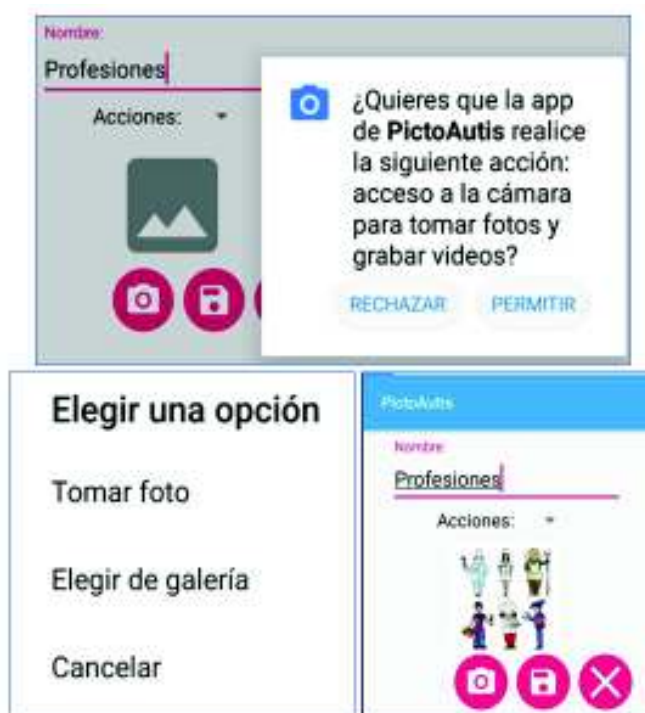 Nombre:
Profesiones
Acciones:
¿Quieres que la app
de PictoAutis realice
la siguiente acción:
acceso a la cámara
para tomar fotos y
grabar videos?
RECHAZAR PERMITIR
Elegir una opción
Tomar foto
Elegir de galería
Cancelar
PictoAutis
Nombre
Profesiones
Acciones: